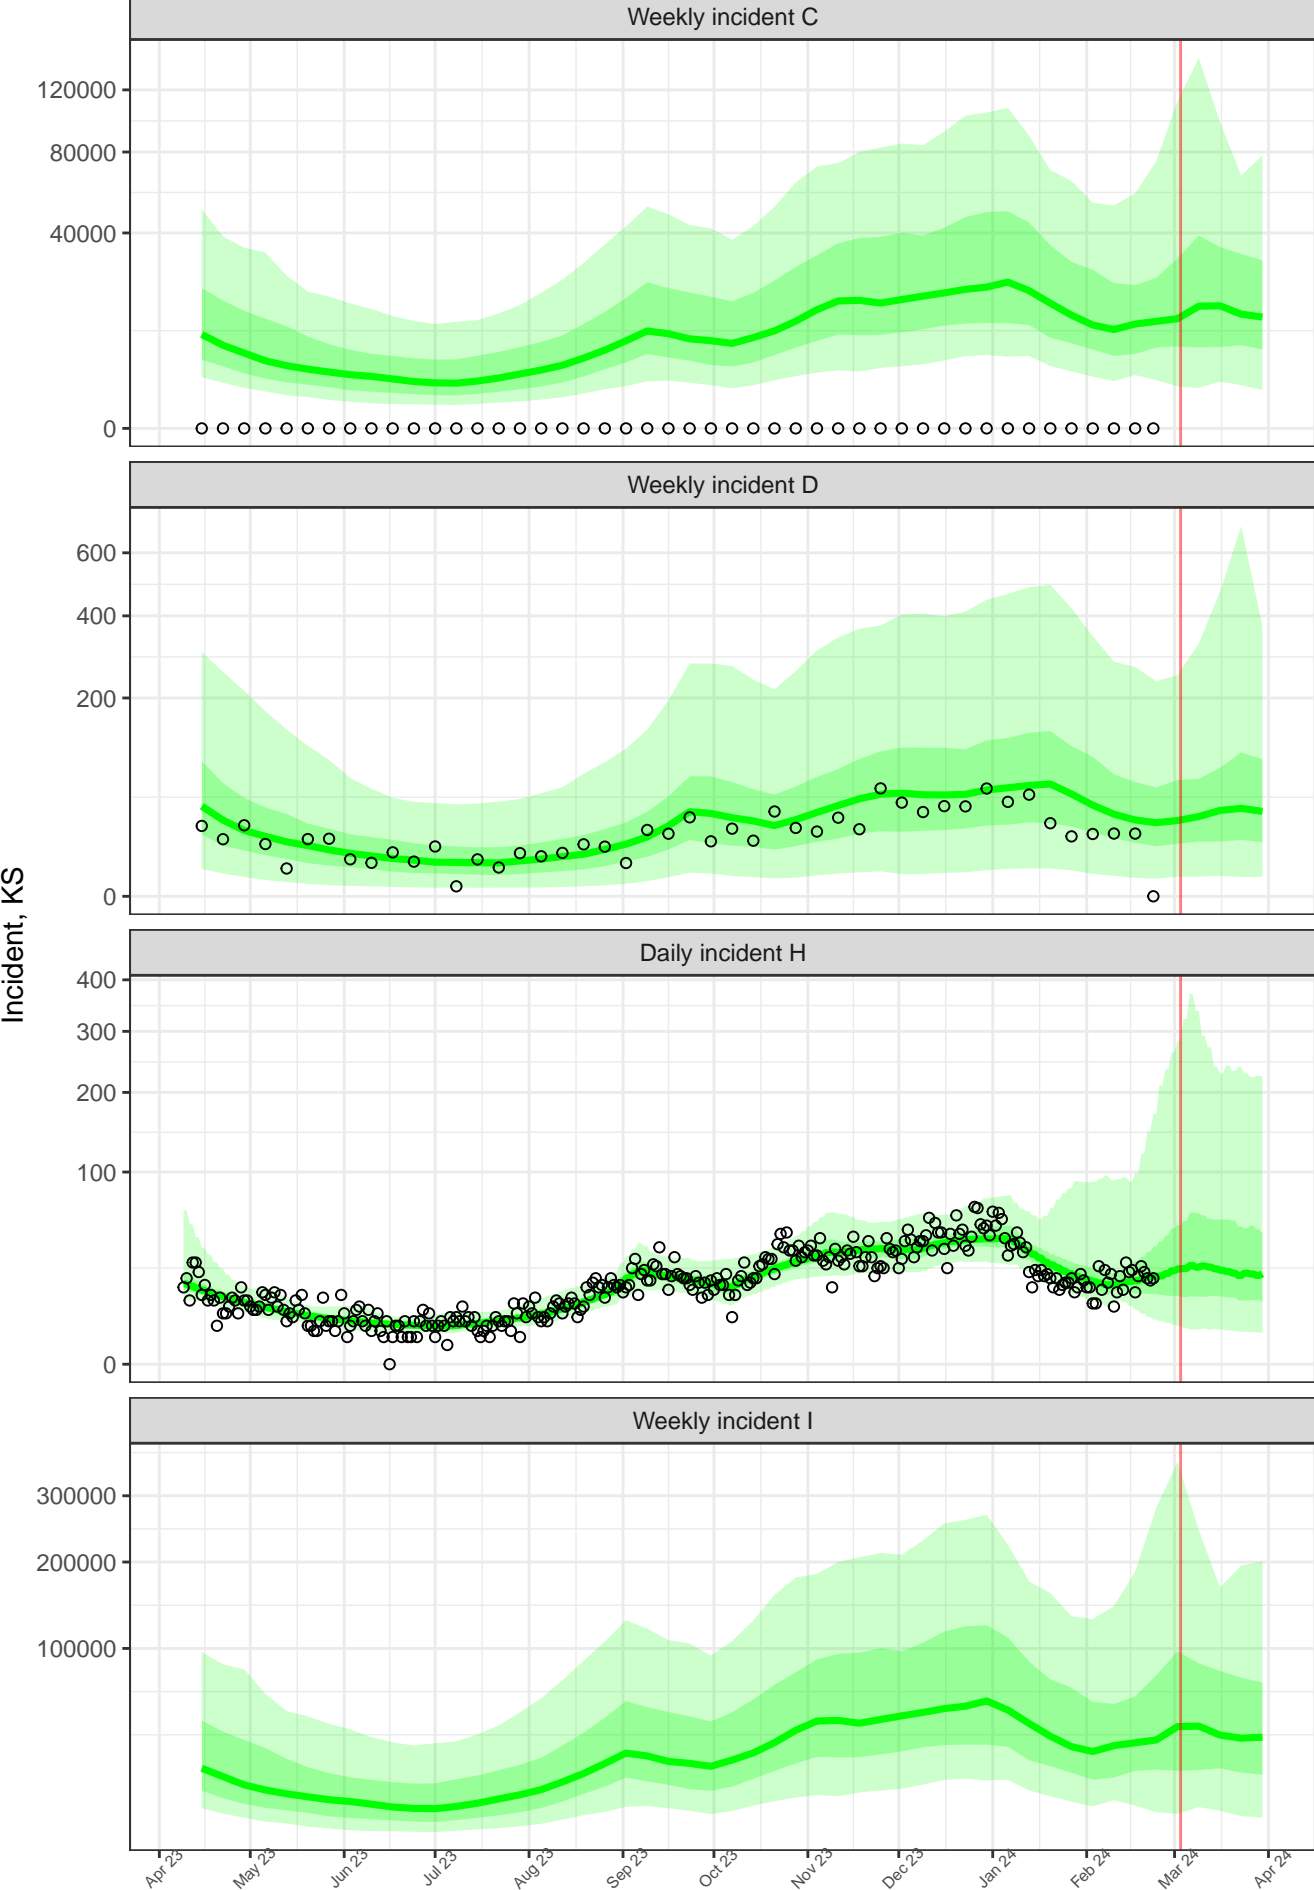 Weekly incident C
120000
80000
40000
0
Weekly incident D
600
400
200
0
Incident, KS
Daily incident H
400
300
200
100
0
Weekly incident I
300000
200000
100000
Apr 23
May 23
Jun 23
Jul 23
Aug 23
Sep 23
Oct 23
Nov 23
Dec 23
Jan 24
Feb 24
Mar 24
Apr 24